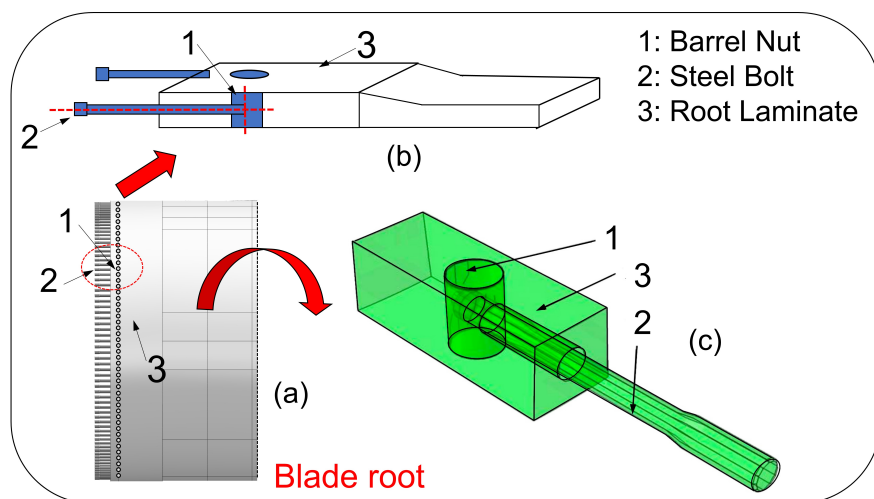 1
3
1: Barrel Nut
2: Steel Bolt
3: Root Laminate
2
(b)
1
2
3
(a)
Blade root
1
3
2
(c)